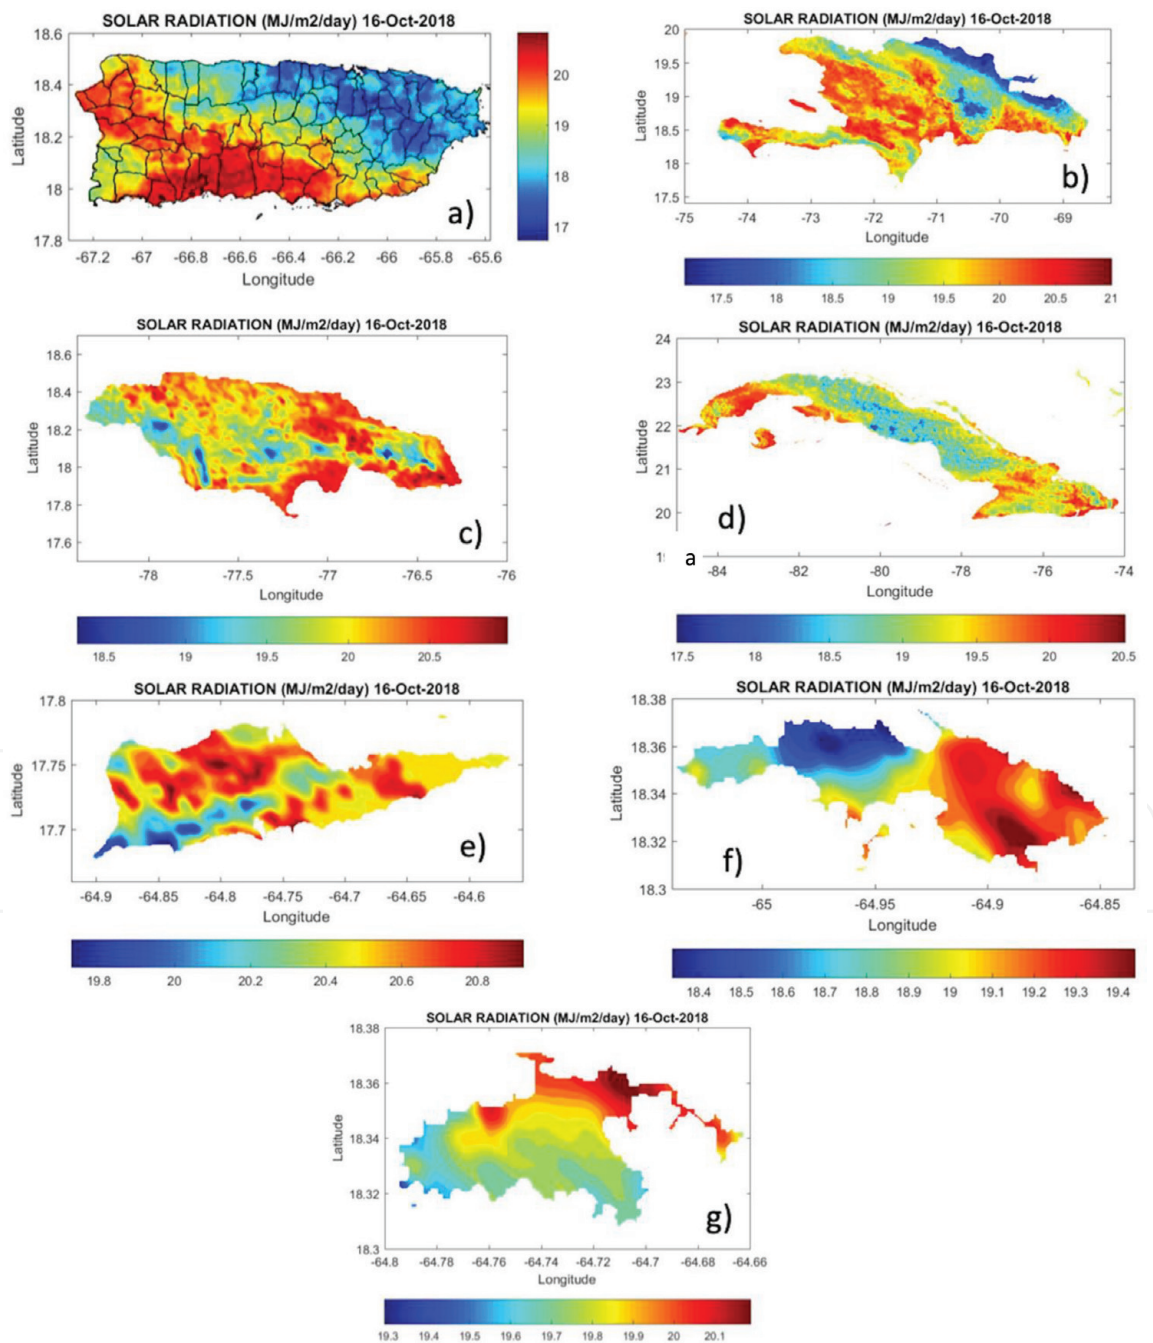 SOLAR RADIATION (MJ/m2/day) 16-Oct-2018
18.6
18.4
18.2
18
17.8
Latitude
-67.2 -67 -66.8 -66.6 -66.4 -66.2 -66 -65.8 -65.6
Longitude
20
19
18
17
a)
SOLAR RADIATION (MJ/m2/day) 16-Oct-2018
20
19.5
19
18.5
18
17.5
Latitude
b)
-75 -74 -73 -72 -71 -70 -69
Longitude
17.5 18 18.5 19 19.5 20 20.5 21
SOLAR RADIATION (MJ/m2/day) 16-Oct-2018
18.6
18.4
18.2
18
17.8
17.6
Latitude
c)
-78 -77.5 -77 -76.5 -76
Longitude
18.5 19 19.5 20 20.5
SOLAR RADIATION (MJ/m2/day) 16-Oct-2018
24
23
22
21
20
1
Latitude
d)
a
-84 -82 -80 -78 -76 -74
Longitude
17.5 18 18.5 19 19.5 20 20.5
SOLAR RADIATION (MJ/m2/day) 16-Oct-2018
17.8
17.75
17.7
Latitude
e)
-64.9 -64.85 -64.8 -64.75 -64.7 -64.65 -64.6
Longitude
19.8 20 20.2 20.4 20.6 20.8
SOLAR RADIATION (MJ/m2/day) 16-Oct-2018
18.38
18.36
18.34
18.32
18.3
Latitude
f)
-65 -64.95 -64.9 -64.85
Longitude
18.4 18.5 18.6 18.7 18.8 18.9 19 19.1 19.2 19.3 19.4
SOLAR RADIATION (MJ/m2/day) 16-Oct-2018
18.38
18.36
18.34
18.32
18.3
Latitude
g)
-64.8 -64.78 -64.76 -64.74 -64.72 -64.7 -64.68 -64.66
Longitude
19.3 19.4 19.5 19.6 19.7 19.8 19.9 20 20.1